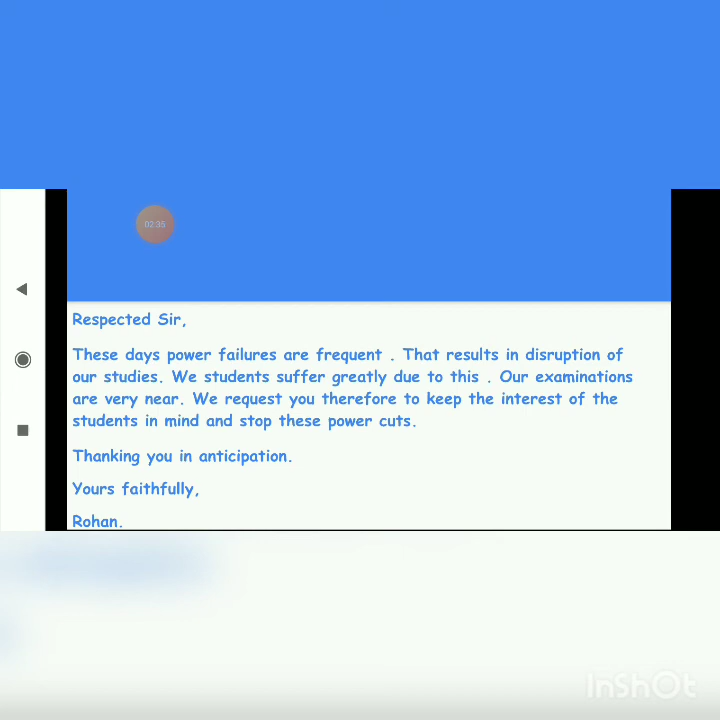 02:35
Respected Sir,
These days power failures are frequent . That results in disruption of
our studies. We students suffer greatly due to this . Our examinations
are very near. We request you therefore to keep the interest of the
students in mind and stop these power cuts.
Thanking you in anticipation.
Yours faithfully,
Rohan.
InShOt